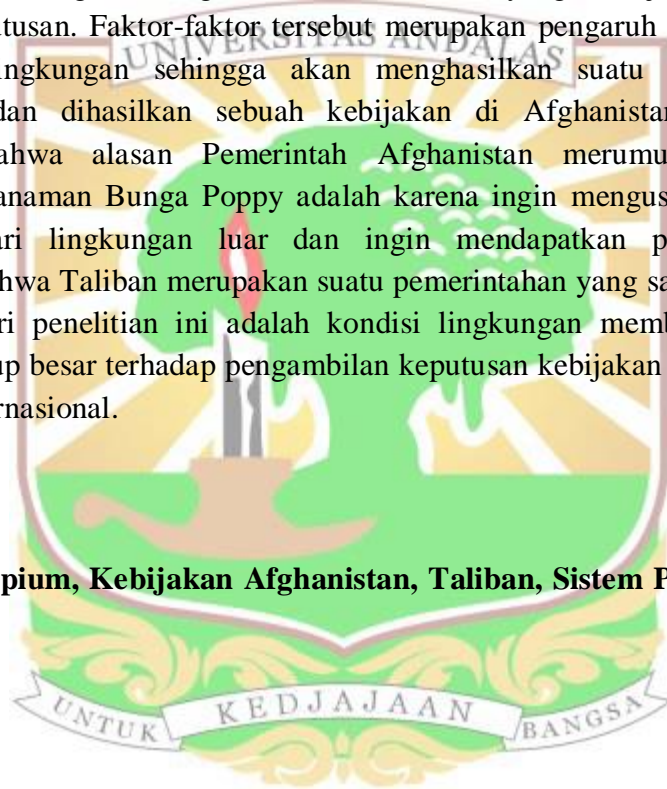 utusan. Faktor-faktor tersebut merupakan pengaruh
UNIVERSITAS ANDALAS
ingkungan sehingga akan menghasilkan suatu
dan dihasilkan sebuah kebijakan di Afghanistan
ahwa alasan Pemerintah Afghanistan merumu
anaman Bunga Poppy adalah karena ingin mengus
ari lingkungan luar dan ingin mendapatkan p
hwa Taliban merupakan suatu pemerintahan yang sa
ri penelitian ini adalah kondisi lingkungan memb
up besar terhadap pengambilan keputusan kebijakan
rnasional.
pium, Kebijakan Afghanistan, Taliban, Sistem P
UNTUK KEDJAJAAN BANGSA